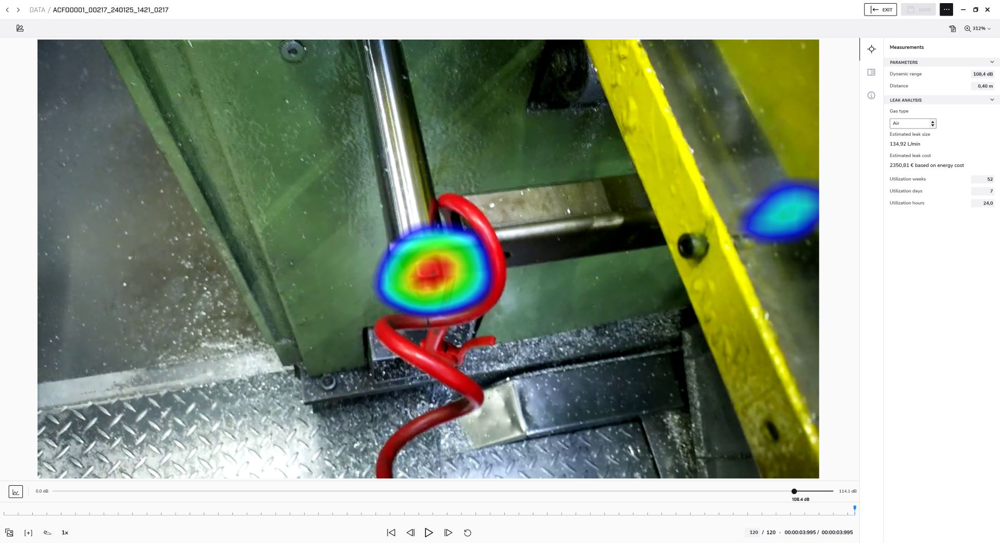 DATA / ACF00001_00217_240125_1421_0217
EXIT
SAVE
312%
Measurements
PARAMETERS
Dynamic range 108,4 dB
Distance 0,40 m
LEAK ANALYSIS
Gas type
Air
Estimated leak size
134,92 L/min
Estimated leak cost
2350,81 € based on energy cost
Utilization weeks 52
Utilization days 7
Utilization hours 24,0
0.0 dB
114.1 dB
108.4 dB
[+]
1x
120 / 120 · 00:00:03:995 / 00:00:03:995